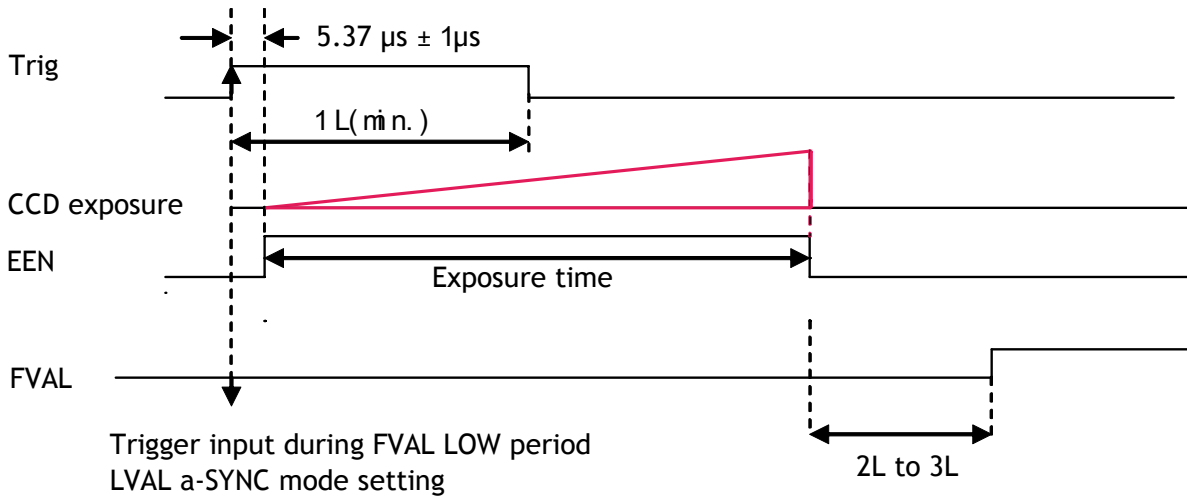 5.37 µs ± 1µs
Trig
1 L( min. )
CCD exposure
EEN
Exposure time
FVAL
2L to 3L
Trigger input during FVAL LOW period
LVAL a-SYNC mode setting